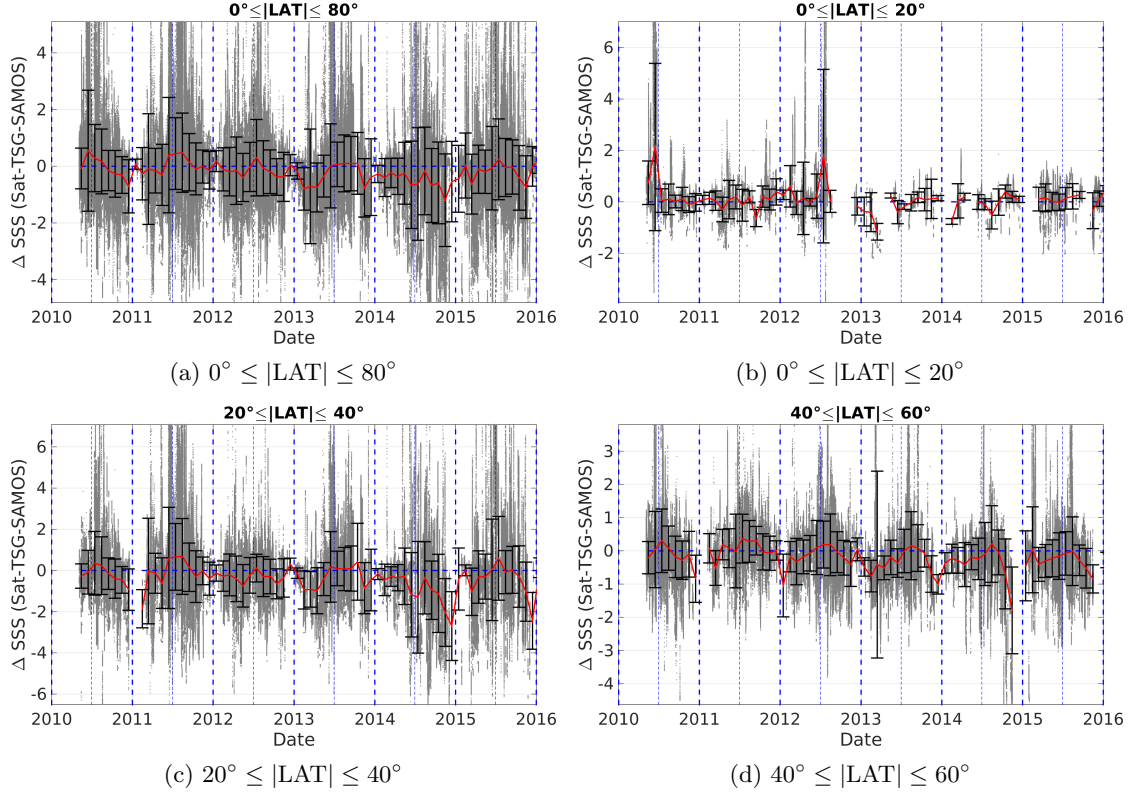 0°≤|LAT|≤ 80°
Δ SSS (Sat-TSG-SAMOS)
4
2
0
-2
-4
2010 2011 2012 2013 2014 2015 2016
Date
(a) 0° ≤ |LAT| ≤ 80°
0°≤|LAT|≤ 20°
Δ SSS (Sat-TSG-SAMOS)
6
4
2
0
-2
2010 2011 2012 2013 2014 2015 2016
Date
(b) 0° ≤ |LAT| ≤ 20°
20°≤|LAT|≤ 40°
Δ SSS (Sat-TSG-SAMOS)
6
4
2
0
-2
-4
-6
2010 2011 2012 2013 2014 2015 2016
Date
(c) 20° ≤ |LAT| ≤ 40°
40°≤|LAT|≤ 60°
Δ SSS (Sat-TSG-SAMOS)
3
2
1
0
-1
-2
-3
-4
2010 2011 2012 2013 2014 2015 2016
Date
(d) 40° ≤ |LAT| ≤ 60°